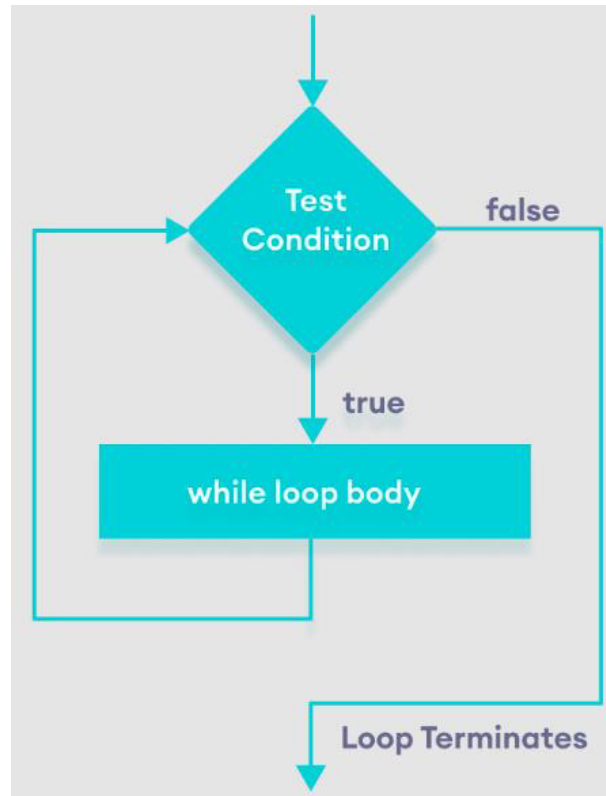 Test
Condition
false
true
while loop body
Loop Terminates